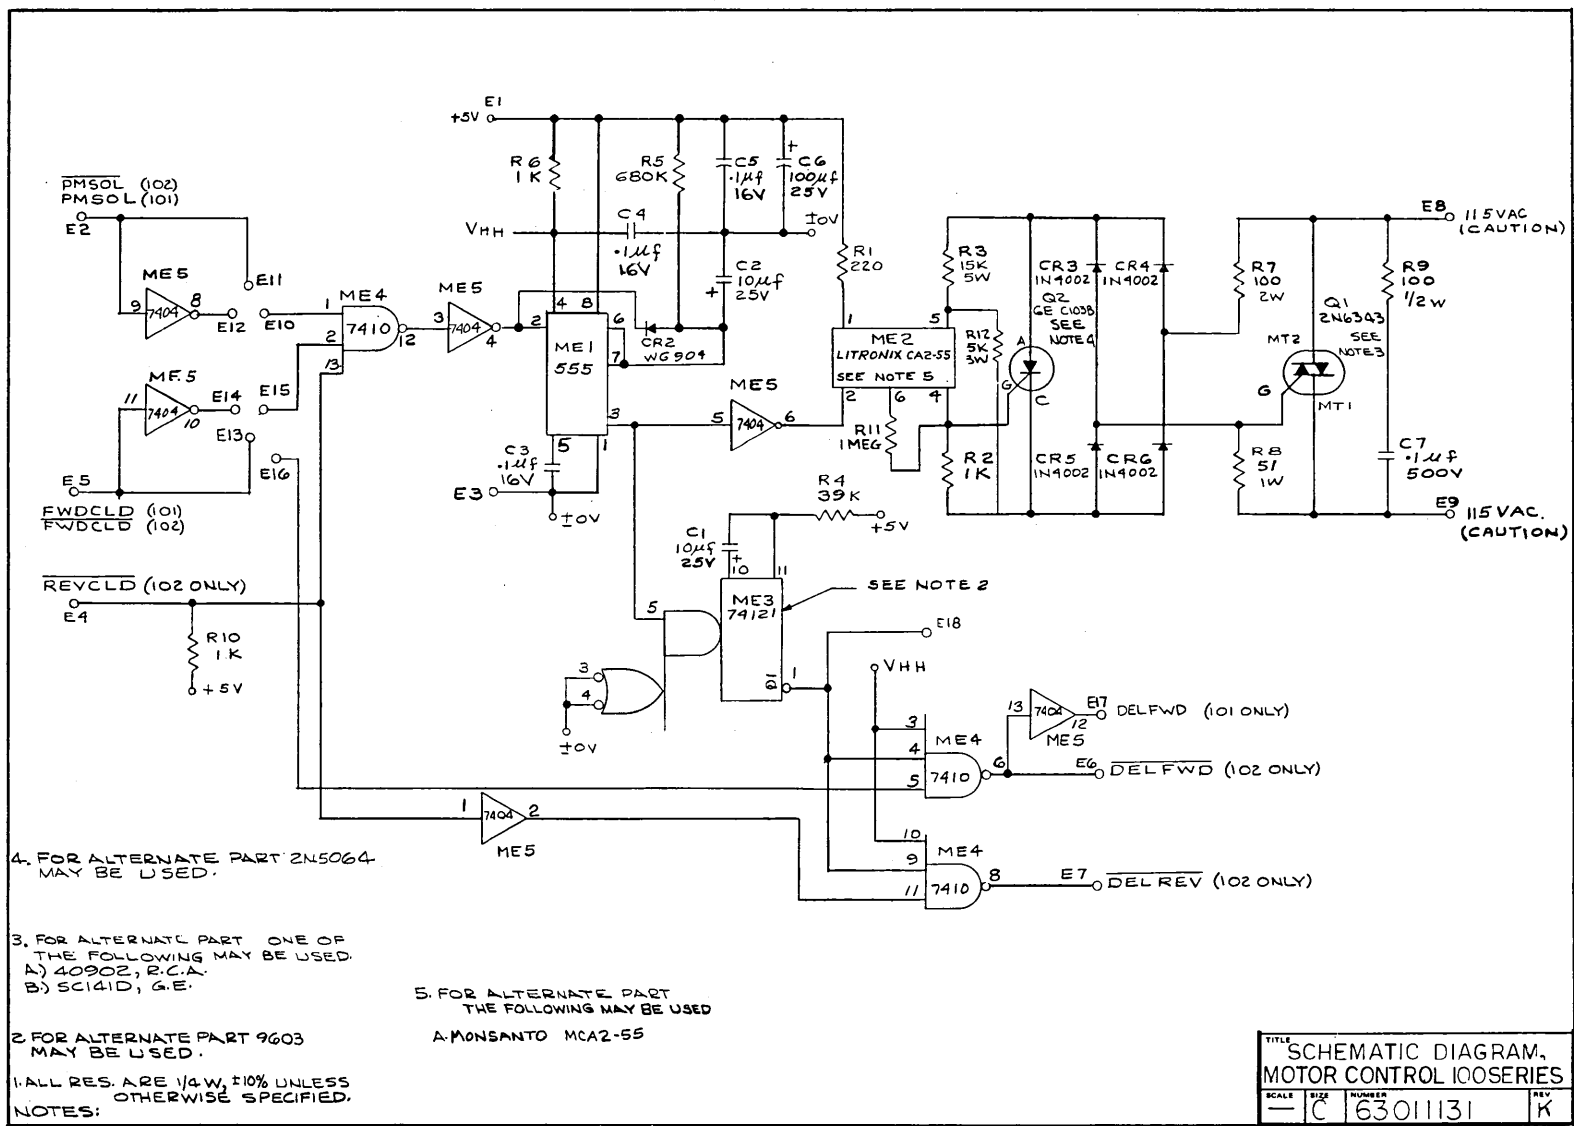 E1
+5V
R6
1K
R5
680K
C5
.1µf
16V
+
C6
100µf
25V
PMSOL (102)
PMSOL (101)
E2
VHH
C4
.1µf
16V
±0V
C2
10µf
25V
+
R1
220
R3
15K
5W
CR3
1N4002
CR4
1N4002
Q2
GE C103B
SEE
NOTE 4
R7
100
2W
E8
115VAC
(CAUTION)
R9
100
1/2W
Q1
2N6343
SEE
NOTE 3
ME5
9
7404
8
E11
E12
E10
1
ME4
2
7410
13
12
ME5
3
7404
4
4
8
2
6
ME1
555
7
3
5
1
CR2
WG904
1
5
ME2
LITRONIX CA2-55
SEE NOTE 5
2
6
4
R12
5K
3W
A
G
C
MT2
G
MT1
ME5
11
7404
10
E14
E15
E13
E16
ME5
5
7404
6
R11
1MEG
R2
1K
CR5
1N4002
CR6
1N4002
R8
51
1W
C7
.1µf
500V
C3
.1µf
16V
E3
±0V
E5
FWDCLD (101)
FWDCLD (102)
R4
39K
+5V
E9
115VAC.
(CAUTION)
C1
10µf
25V
+
10
11
REVCLD (102 ONLY)
E4
R10
1K
+5V
SEE NOTE 2
ME3
74121
5
3
4
±0V
Q1
1
E18
VHH
13
7404
12
ME5
E17
DELFWD (101 ONLY)
3
ME4
4
7410
5
6
E6
DELFWD (102 ONLY)
1
7404
2
ME5
10
ME4
9
7410
11
8
E7
DELREV (102 ONLY)
4. FOR ALTERNATE PART 2N5064
MAY BE USED.
3. FOR ALTERNATE PART ONE OF
THE FOLLOWING MAY BE USED.
A.) 40902, R.C.A.
B.) SC141D, G.E.
5. FOR ALTERNATE PART
THE FOLLOWING MAY BE USED
A. MONSANTO MCA2-55
2 FOR ALTERNATE PART 9603
MAY BE USED.
1. ALL RES. ARE 1/4 W, ±10% UNLESS
OTHERWISE SPECIFIED.
NOTES:
TITLE
SCHEMATIC DIAGRAM,
MOTOR CONTROL 100SERIES
SCALE
—
SIZE
C
NUMBER
63011131
REV
K